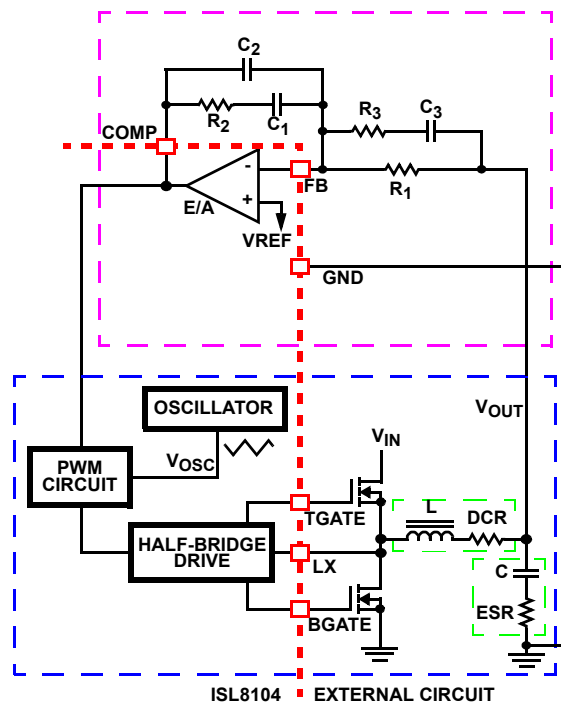 C2
R2
C1
R3
C3
COMP
FB
R1
-
+
E/A
VREF
GND
OSCILLATOR
VOSC
PWM
CIRCUIT
VIN
VOUT
TGATE
L
DCR
HALF-BRIDGE
DRIVE
LX
C
ESR
BGATE
ISL8104
EXTERNAL CIRCUIT